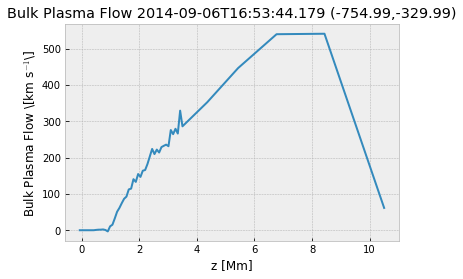 Bulk Plasma Flow 2014-09-06T16:53:44.179 (-754.99,-329.99)
Bulk Plasma Flow \[km s⁻¹\]
500
400
300
200
100
0
0 2 4 6 8 10
z [Mm]